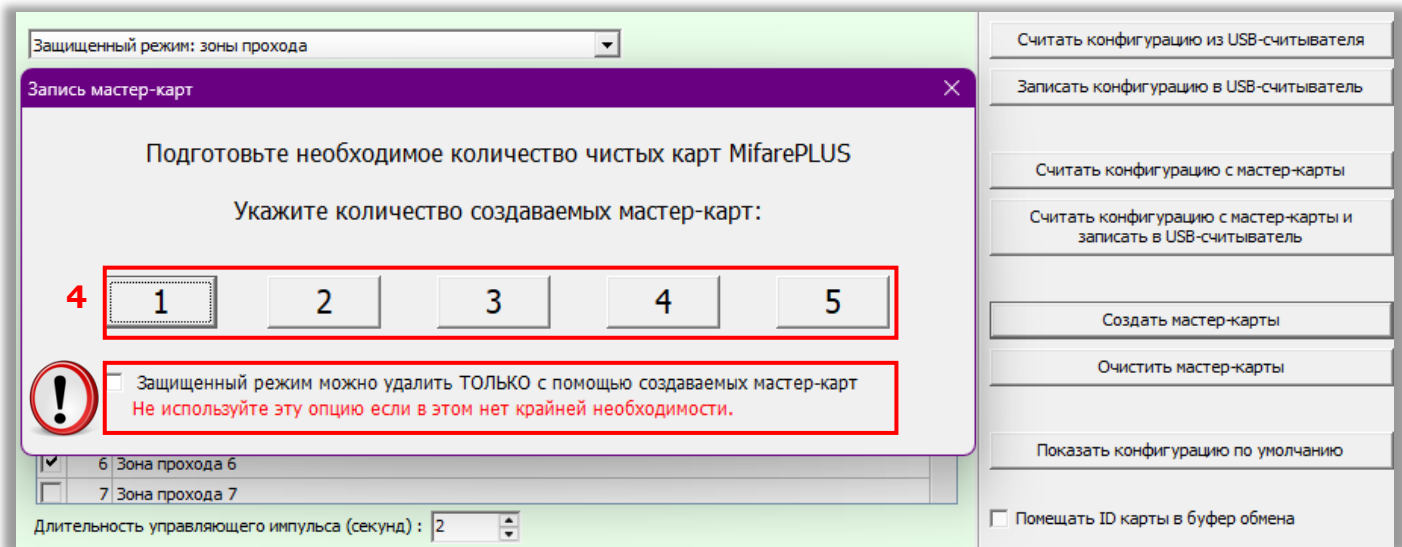 Защищенный режим: зоны прохода
Запись мастер-карт
Подготовьте необходимое количество чистых карт MifarePLUS
Укажите количество создаваемых мастер-карт:
4
1 2 3 4 5
Защищенный режим можно удалить ТОЛЬКО с помощью создаваемых мастер-карт
Не используйте эту опцию если в этом нет крайней необходимости.
6 Зона прохода 6
7 Зона прохода 7
Длительность управляющего импульса (секунд) : 2
Считать конфигурацию из USB-считывателя
Записать конфигурацию в USB-считыватель
Считать конфигурацию с мастер-карты
Считать конфигурацию с мастер-карты и
записать в USB-считыватель
Создать мастер-карты
Очистить мастер-карты
Показать конфигурацию по умолчанию
Помещать ID карты в буфер обмена